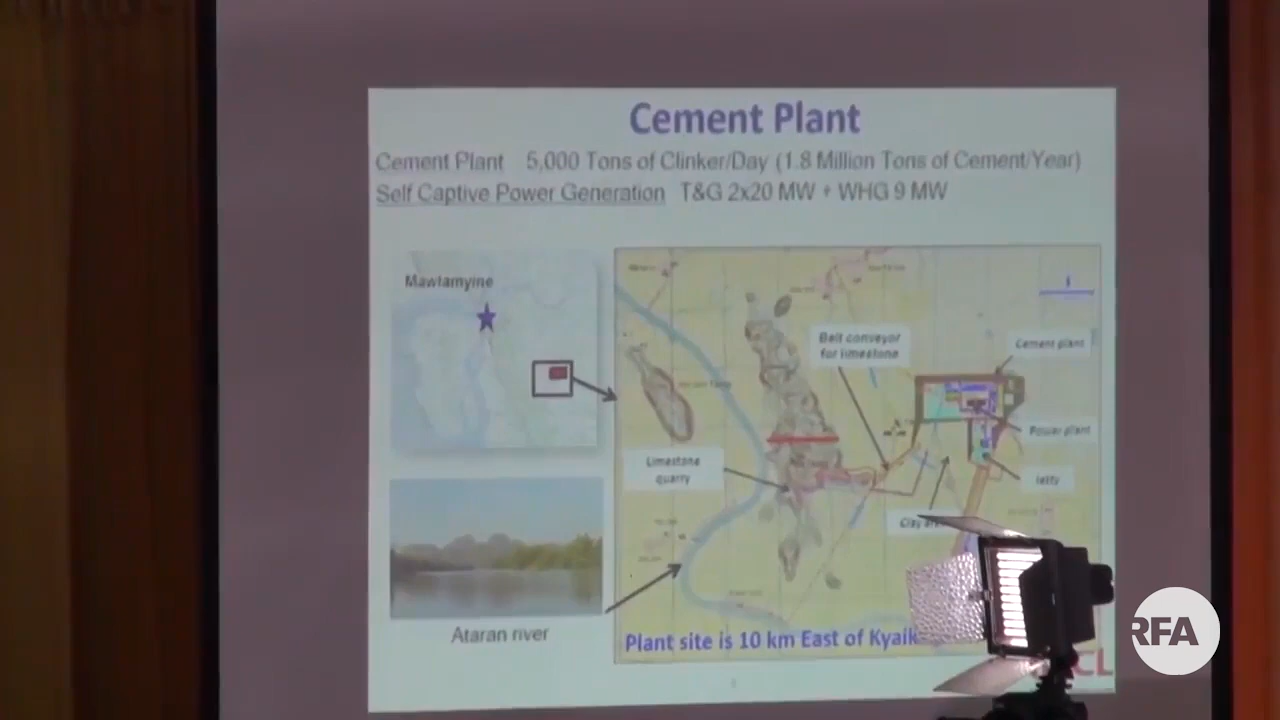 Cement Plant
Cement Plant 5,000 Tons of Clinker/Day (1.8 Million Tons of Cement/Year)
Self Captive Power Generation T&G 2x20 MW + WHG 9 MW
Mawlamyine
Belt conveyor
for limestone
Cement plant
Power plant
Limestone
quarry
Jetty
Clay
Ataran river
Plant site is 10 km East of
CL
RFA